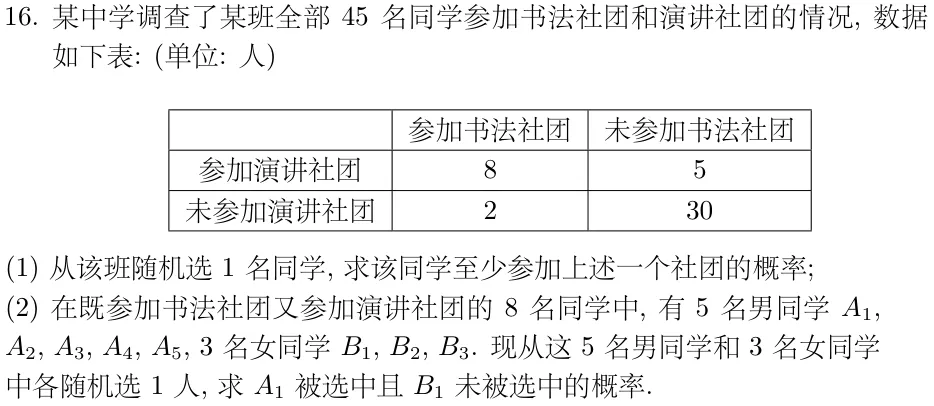 16. 某中学调查了某班全部 45 名同学参加书法社团和演讲社团的情况, 数据
如下表: (单位: 人)
参加书法社团 未参加书法社团
参加演讲社团 8 5
未参加演讲社团 2 30
(1) 从该班随机选 1 名同学, 求该同学至少参加上述一个社团的概率;
(2) 在既参加书法社团又参加演讲社团的 8 名同学中, 有 5 名男同学 A₁,
A₂, A₃, A₄, A₅, 3 名女同学 B₁, B₂, B₃. 现从这 5 名男同学和 3 名女同学
中各随机选 1 人, 求 A₁ 被选中且 B₁ 未被选中的概率.